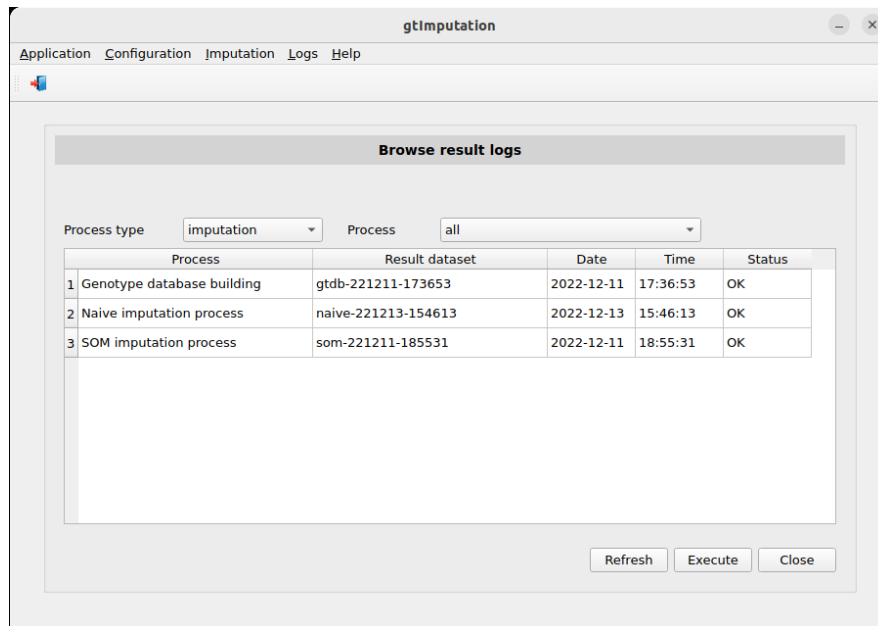 gtImputation
Application Configuration Imputation Logs Help
Browse result logs
Process type imputation Process all
Process Result dataset Date Time Status
1 Genotype database building gtdb-221211-173653 2022-12-11 17:36:53 OK
2 Naive imputation process naive-221213-154613 2022-12-13 15:46:13 OK
3 SOM imputation process som-221211-185531 2022-12-11 18:55:31 OK
Refresh Execute Close